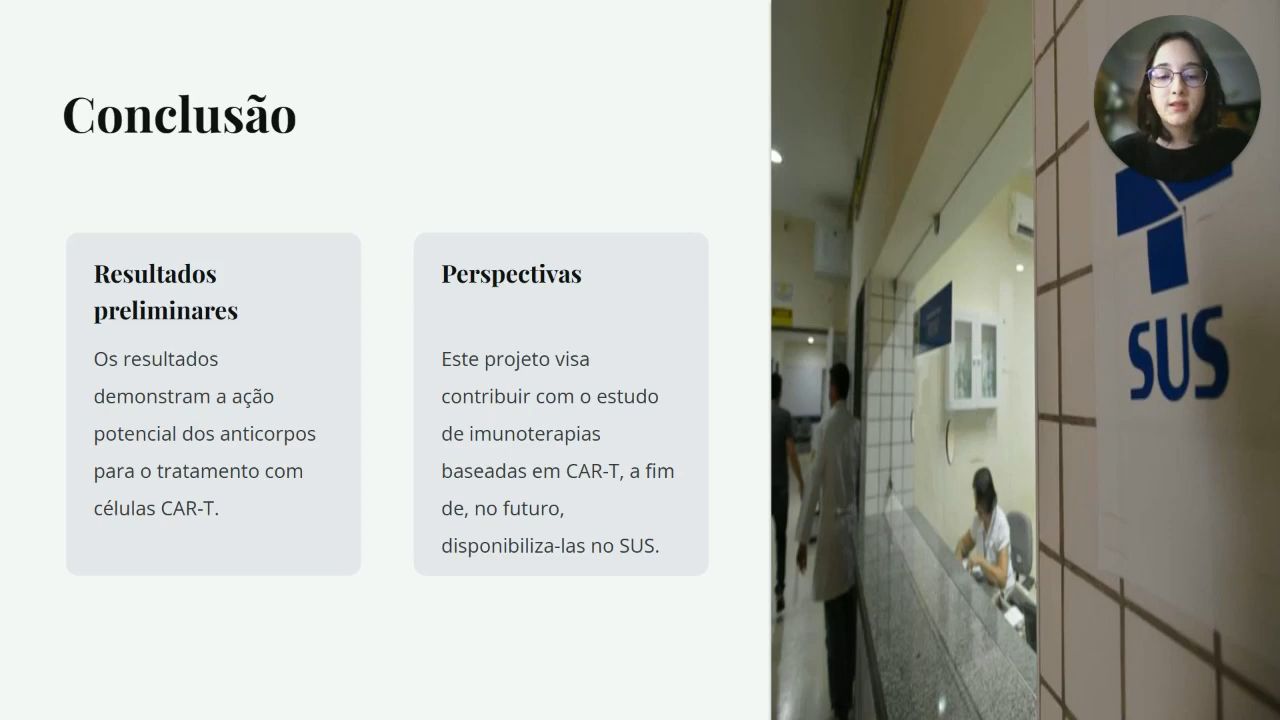 Conclusão
Resultados
preliminares
Os resultados
demonstram a ação
potencial dos anticorpos
para o tratamento com
células CAR-T.
Perspectivas
Este projeto visa
contribuir com o estudo
de imunoterapias
baseadas em CAR-T, a fim
de, no futuro,
disponibiliza-las no SUS.
SUS